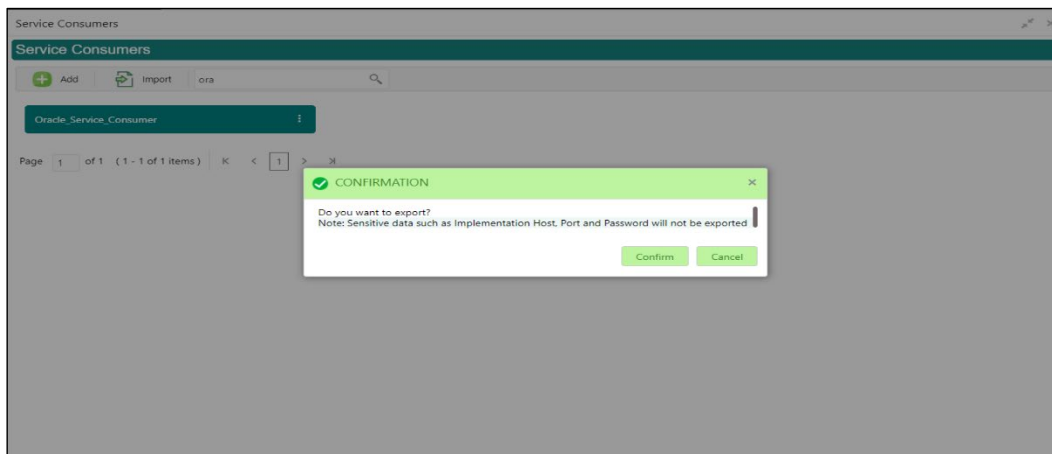 Service Consumers
Service Consumers
Add Import ora
Oracle_Service_Consumer
Page 1 of 1 (1 - 1 of 1 items) K < 1 > X
CONFIRMATION ×
Do you want to export?
Note: Sensitive data such as Implementation Host, Port and Password will not be exported
Confirm Cancel